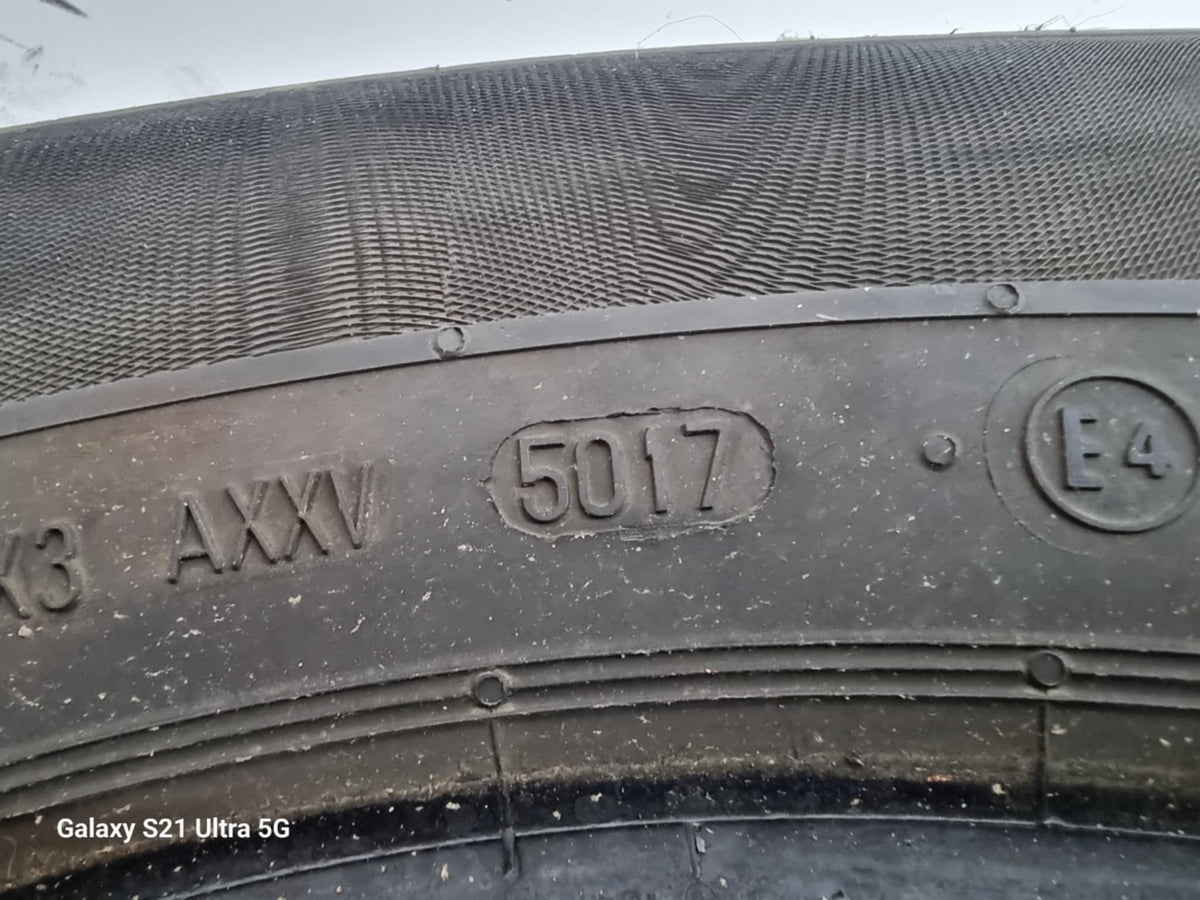 X3 AXXV 5017 E4
Galaxy S21 Ultra 5G